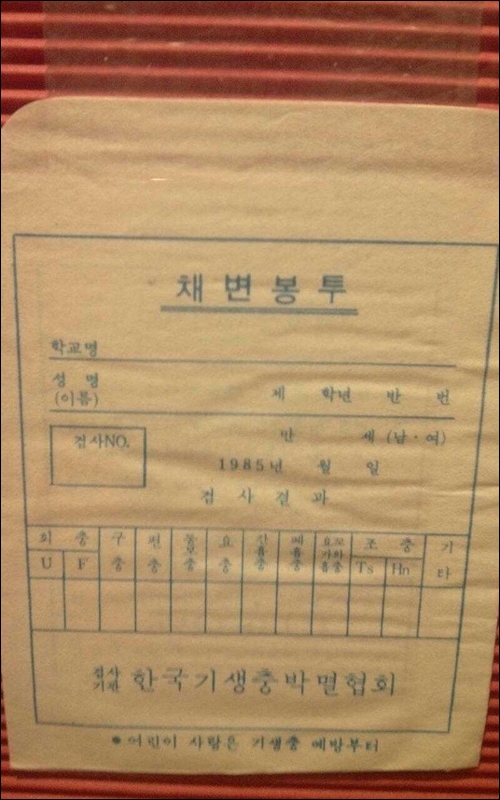 채변봉투
학교명
성 명
(이름) 제 학년 반 번
검사NO. 만 세 (남·여)
1985년 월 일
검 사 결 과
회충 구충 편충 동모충 요충 간흡충 폐흡충 요꼬가와흡충 조충 기타
U F Ts Hn
검사기관 한국기생충박멸협회
●어린이 사랑은 기생충 예방부터